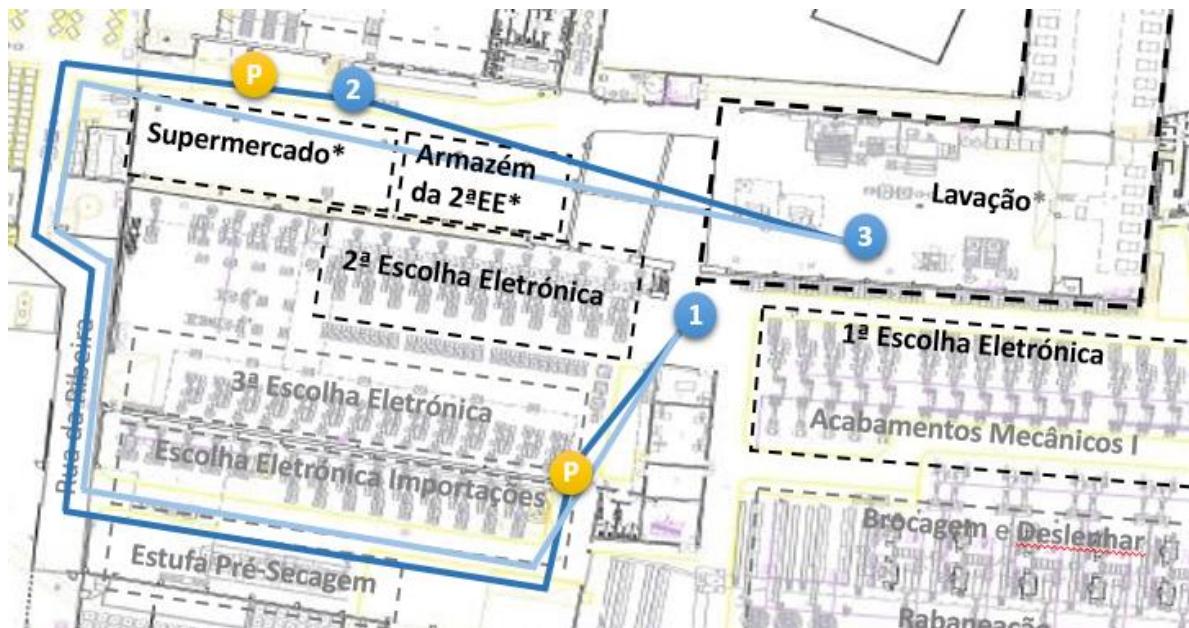 P
2
Supermercado*
Armazém
da 2ªEE*
Lavação*
3
2ª Escolha Eletrónica
1
1ª Escolha Eletrónica
Rua da Ribeira
3ª Escolha Eletrónica
Acabamentos Mecânicos I
Escolha Eletrónica Importações
P
Brocagem e Deslenhar
Estufa Pré-Secagem
Rabaneação